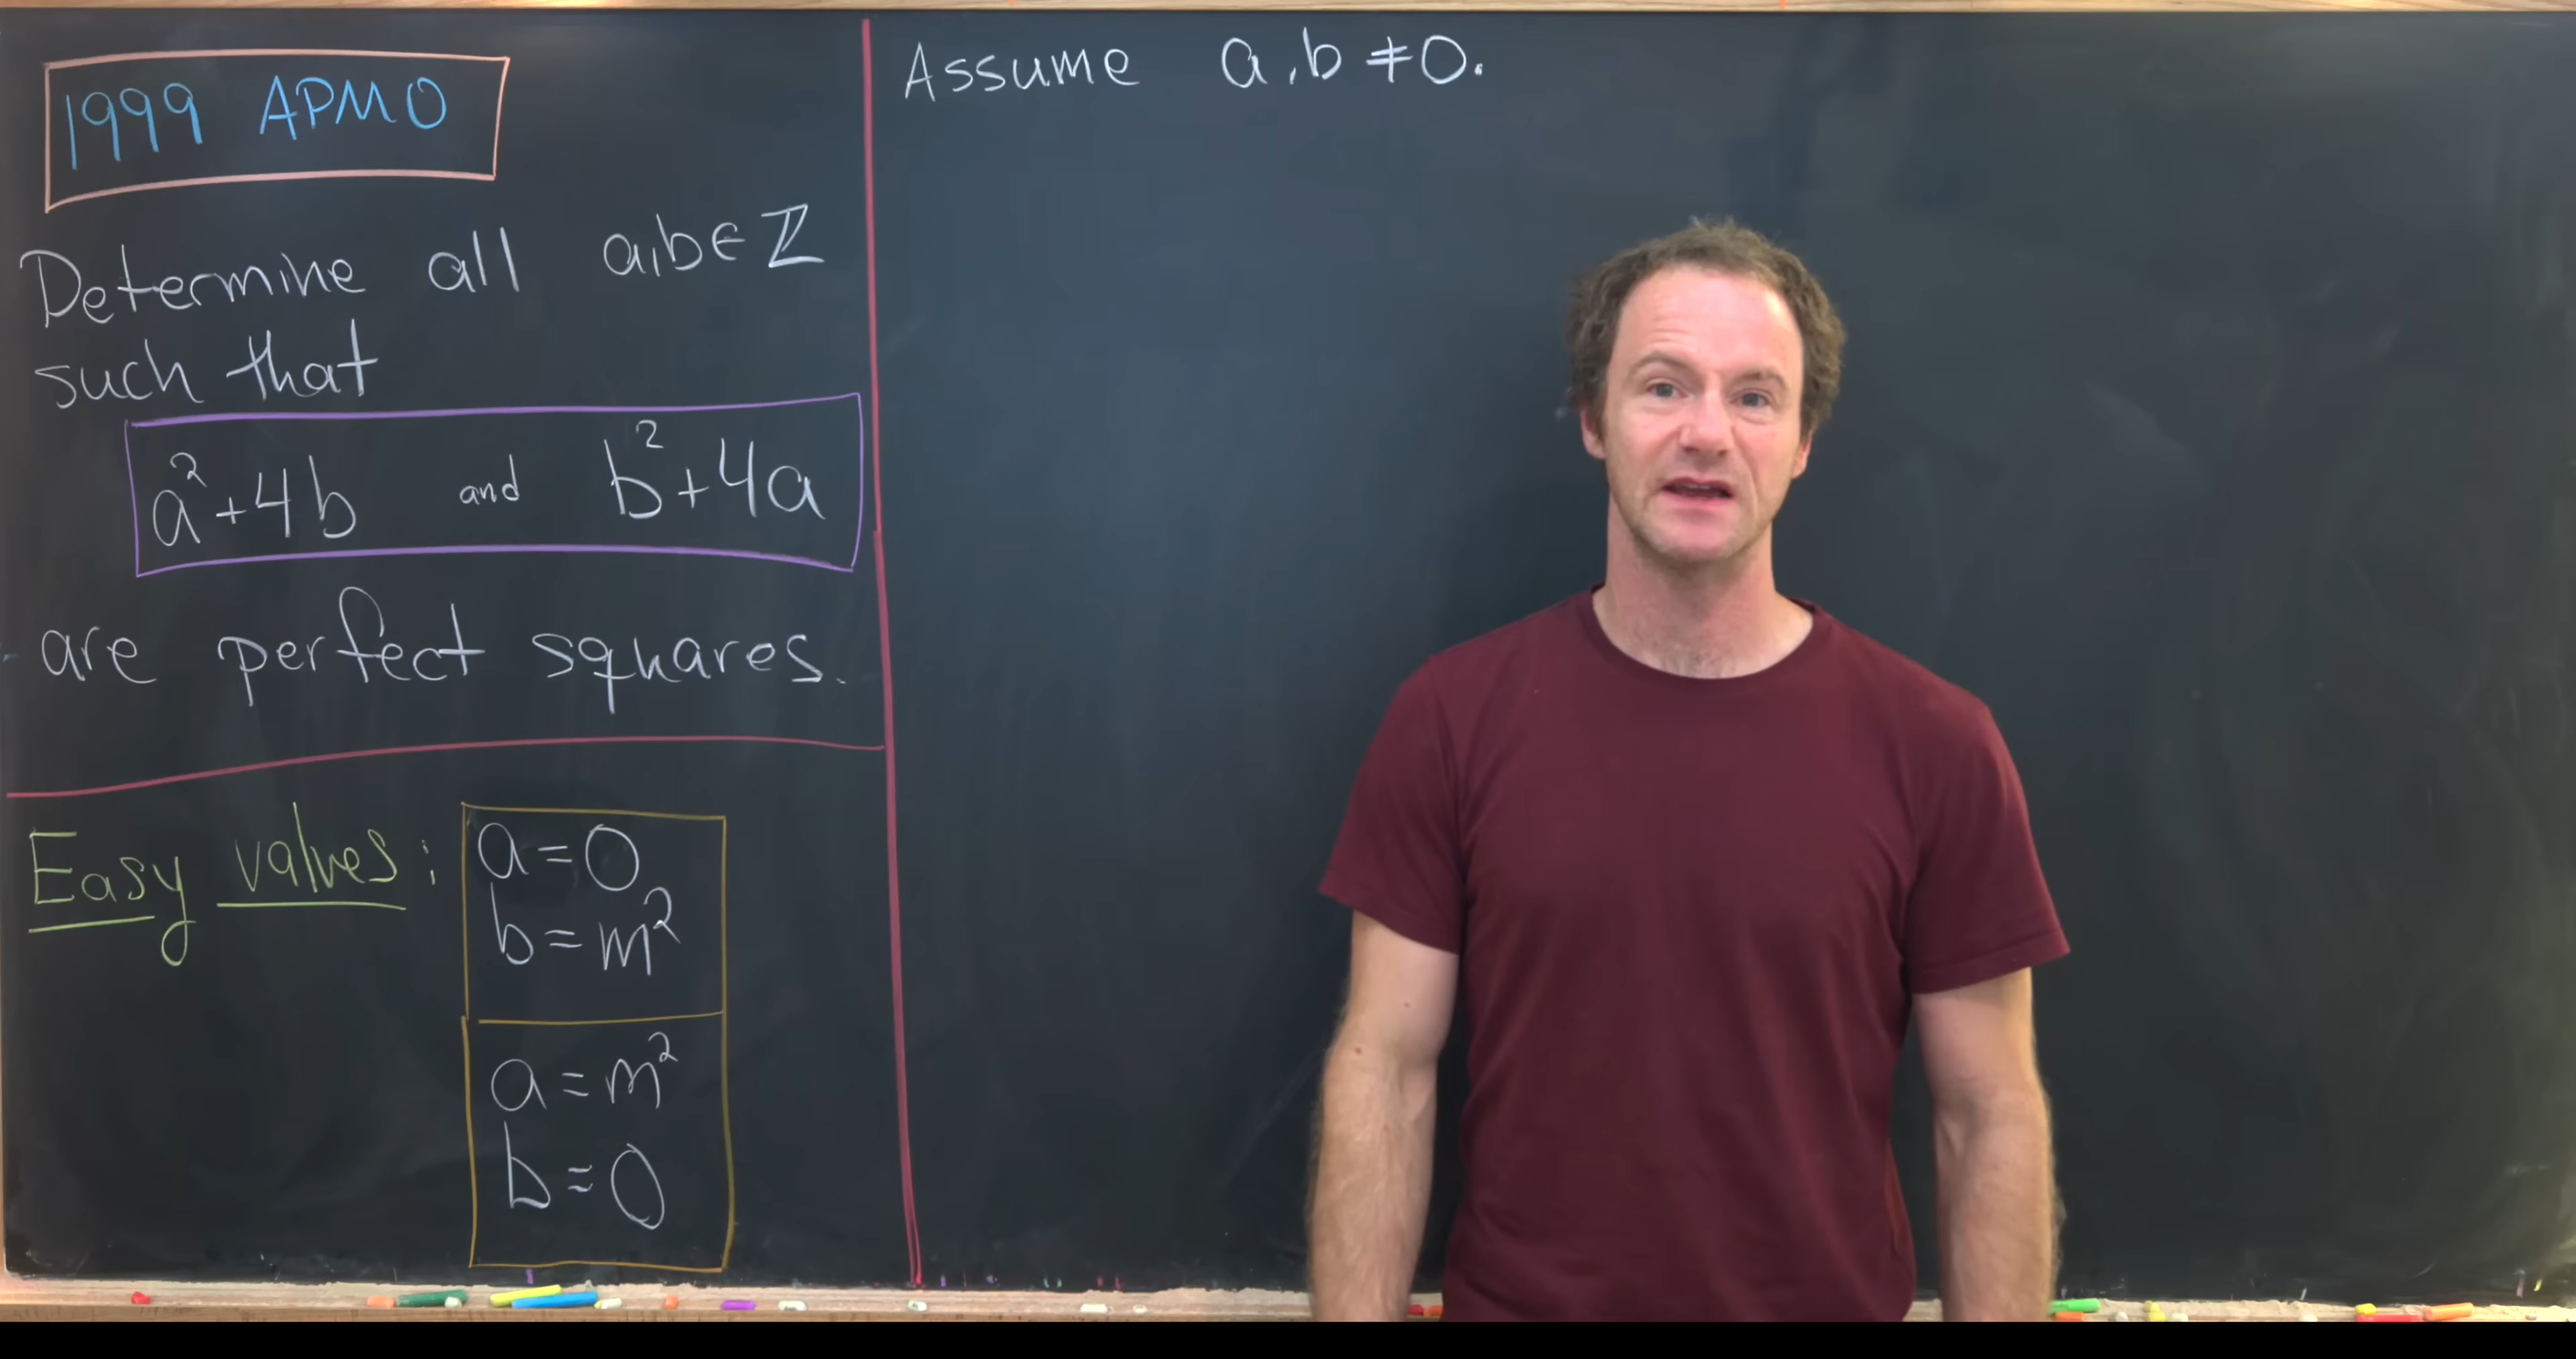 1999 APMO
Determine all a,b∈ℤ
such that
a²+4b and b²+4a
are perfect squares.
Easy values:
a=0
b=m²
a=m²
b=0
Assume a,b≠0.